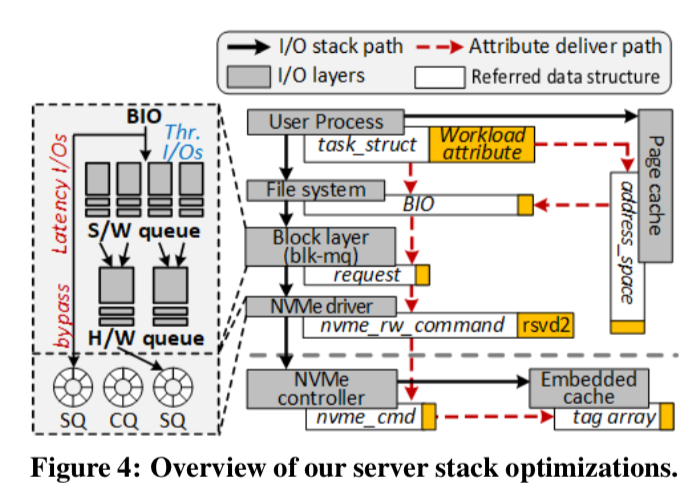 I/O stack path
Attribute deliver path
I/O layers
Referred data structure
BIO
Thr.
I/Os
Latency I/Os
bypass
S/W queue
H/W queue
SQ
CQ
SQ
User Process
task_struct
Workload
attribute
Page cache
address_space
File system
BIO
Block layer
(blk-mq)
request
NVMe driver
nvme_rw_command
rsvd2
NVMe
controller
nvme_cmd
Embedded
cache
tag array
Figure 4: Overview of our server stack optimizations.